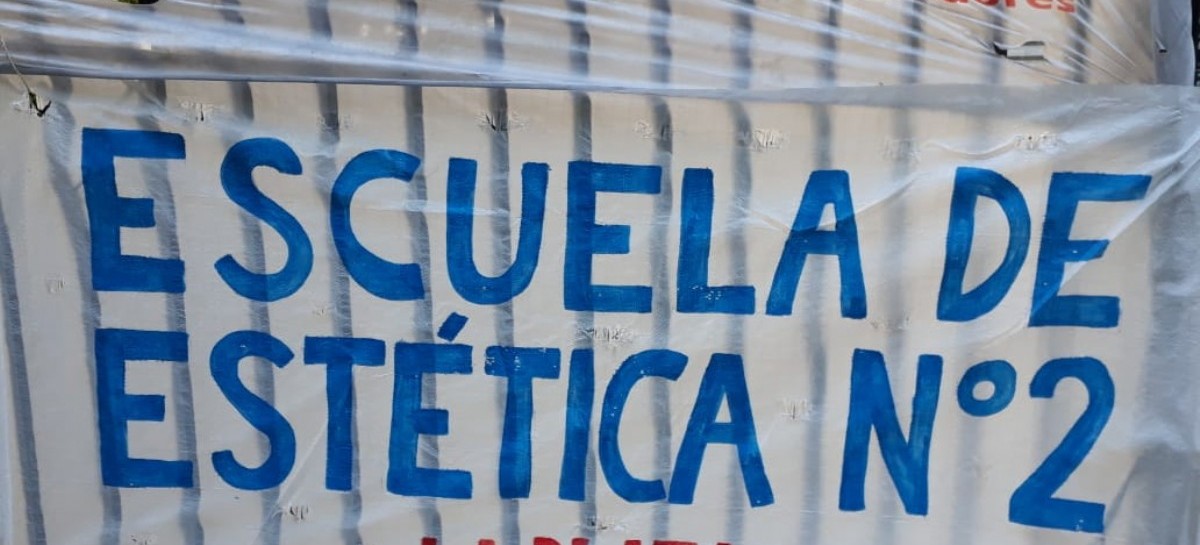 ESCUELA DE
ESTÉTICA N°2